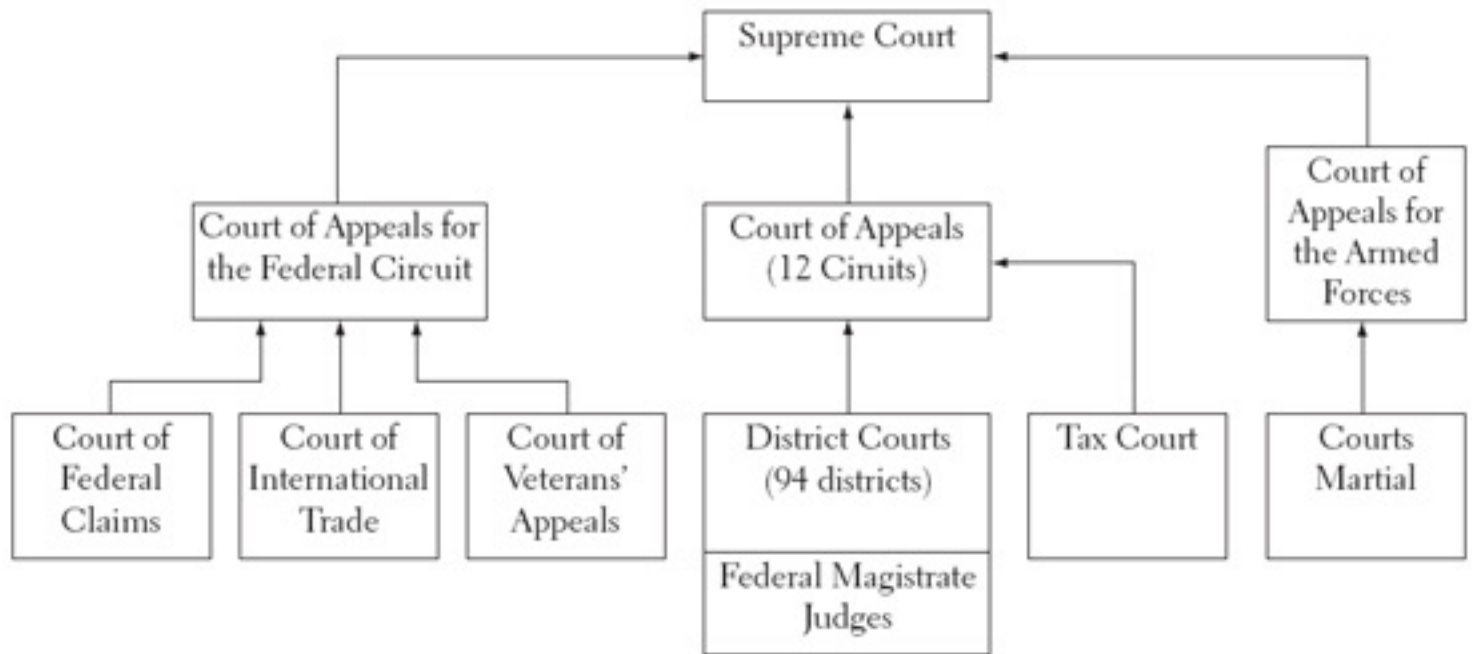 Supreme Court
Court of Appeals for
the Federal Circuit
Court of Appeals
(12 Ciruits)
Court of
Appeals for
the Armed
Forces
Court of
Federal
Claims
Court of
International
Trade
Court of
Veterans'
Appeals
District Courts
(94 districts)
Federal Magistrate
Judges
Tax Court
Courts
Martial